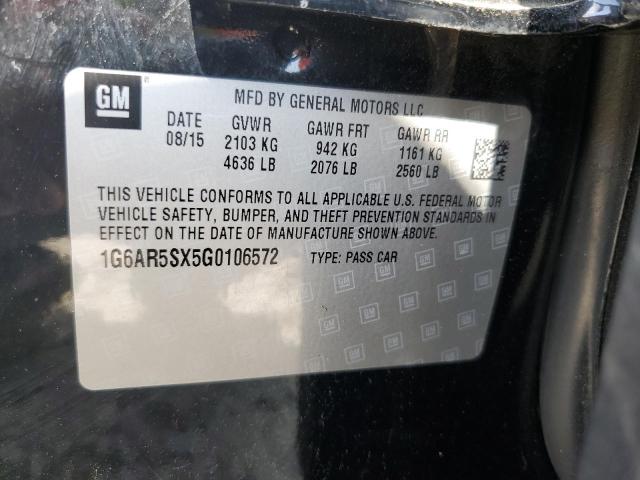 GM
MFD BY GENERAL MOTORS LLC
DATE GVWR GAWR FRT GAWR RR
08/15 2103 KG 942 KG 1161 KG
4636 LB 2076 LB 2560 LB
THIS VEHICLE CONFORMS TO ALL APPLICABLE U.S. FEDERAL MOTOR
VEHICLE SAFETY, BUMPER, AND THEFT PREVENTION STANDARDS IN
EFFECT ON THE DATE OF MANUFACTURE SHOWN ABOVE.
1G6AR5SX5G0106572 TYPE: PASS CAR